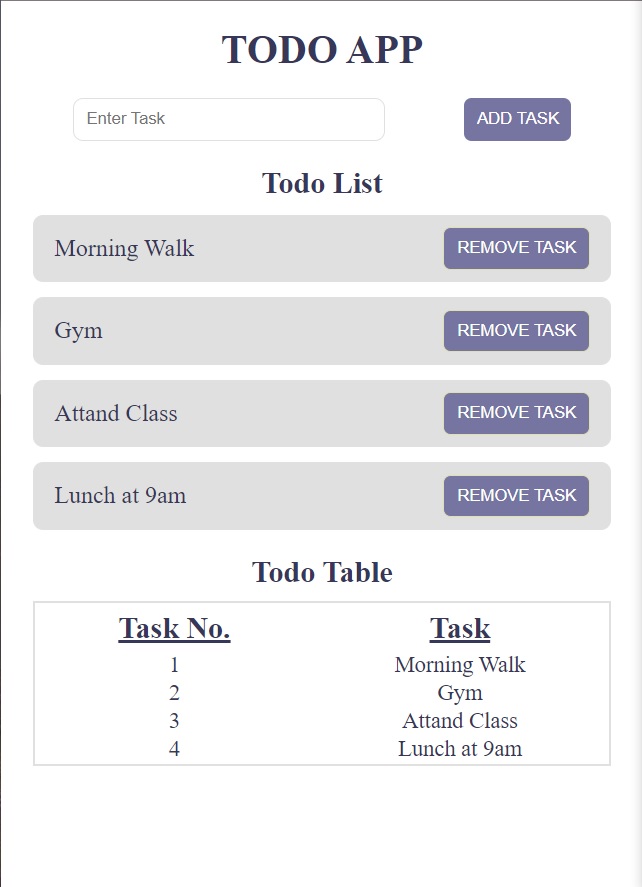 TODO APP
Enter Task ADD TASK
Todo List
Morning Walk REMOVE TASK
Gym REMOVE TASK
Attand Class REMOVE TASK
Lunch at 9am REMOVE TASK
Todo Table
Task No. Task
1 Morning Walk
2 Gym
3 Attand Class
4 Lunch at 9am